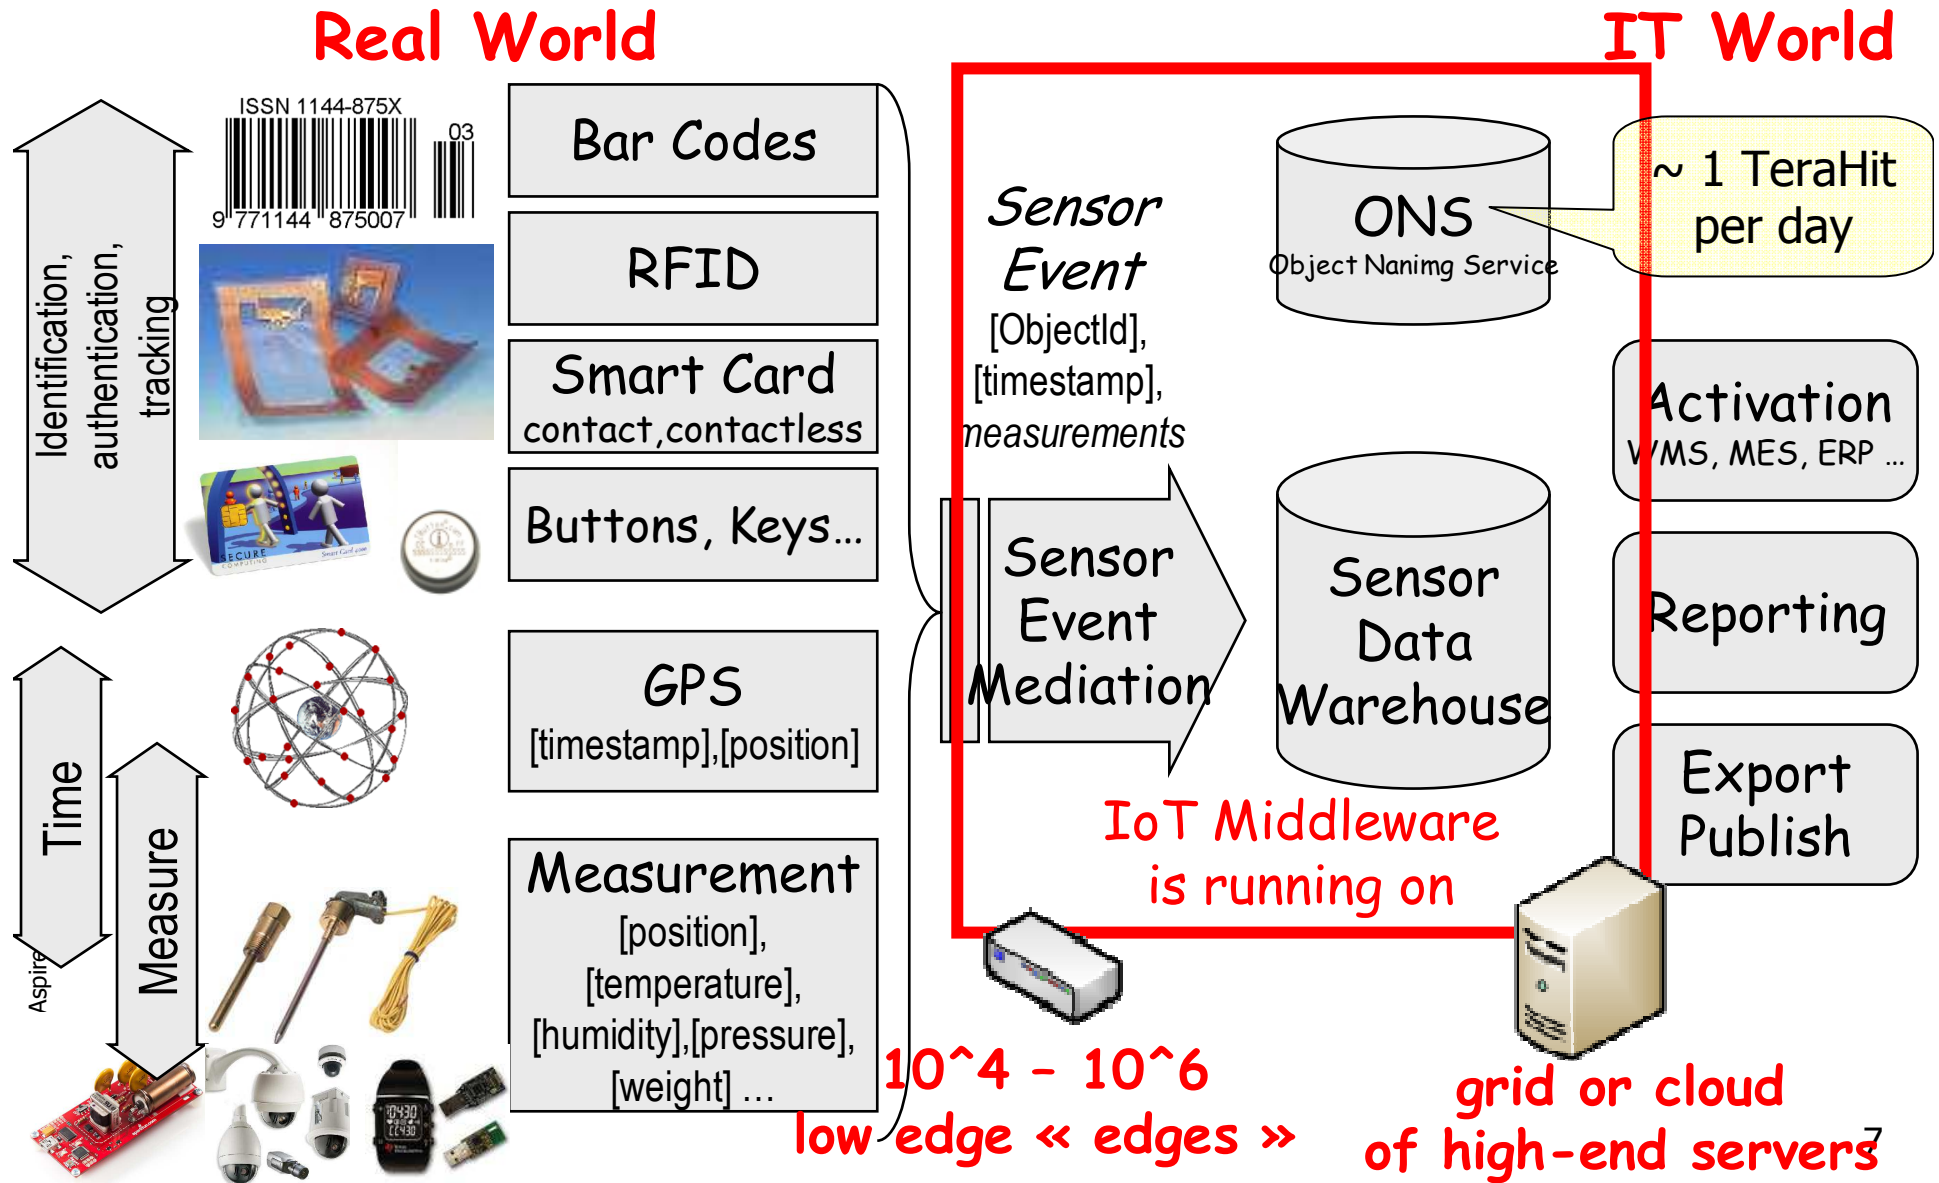 Real World
IT World
ISSN 1144-875X
03
9 771144 875007
Identification,
authentication,
tracking
Bar Codes
RFID
Smart Card
contact,contactless
Buttons, Keys...
SECURE
COMPUTING
Time
Measure
Aspire
GPS
[timestamp],[position]
Measurement
[position],
[temperature],
[humidity],[pressure],
[weight] ...
Sensor
Event
[ObjectId],
[timestamp],
measurements
Sensor
Event
Mediation
ONS
Object Nanimg Service
~ 1 TeraHit
per day
Sensor
Data
Warehouse
Activation
WMS, MES, ERP ...
Reporting
Export
Publish
IoT Middleware
is running on
10^4 – 10^6
low edge « edges »
grid or cloud
of high-end servers
7